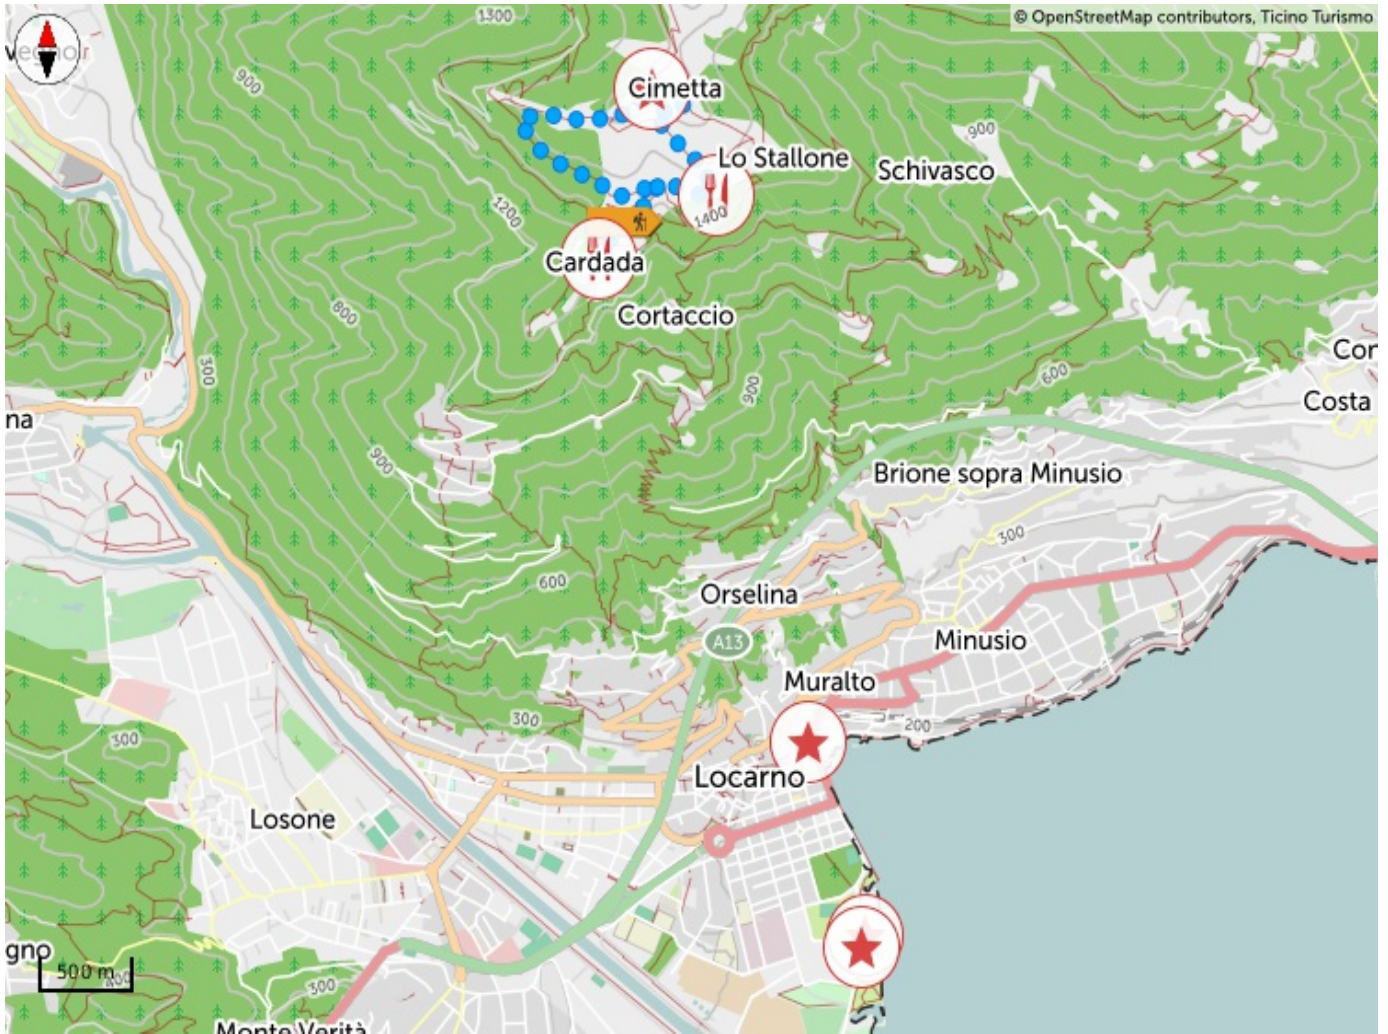 1300
© OpenStreetMap contributors, Ticino Turismo
900
Cimetta
900
Lo Stallone
Schivasco
1200
1400
Cardada
800
Cortaccio
300
900
600
Con
Costa
na
900
Brione sopra Minusio
300
600
Orselina
A13
Minusio
Muralto
300
200
300
Locarno
Losone
gno
500 m
300
Monte Verità